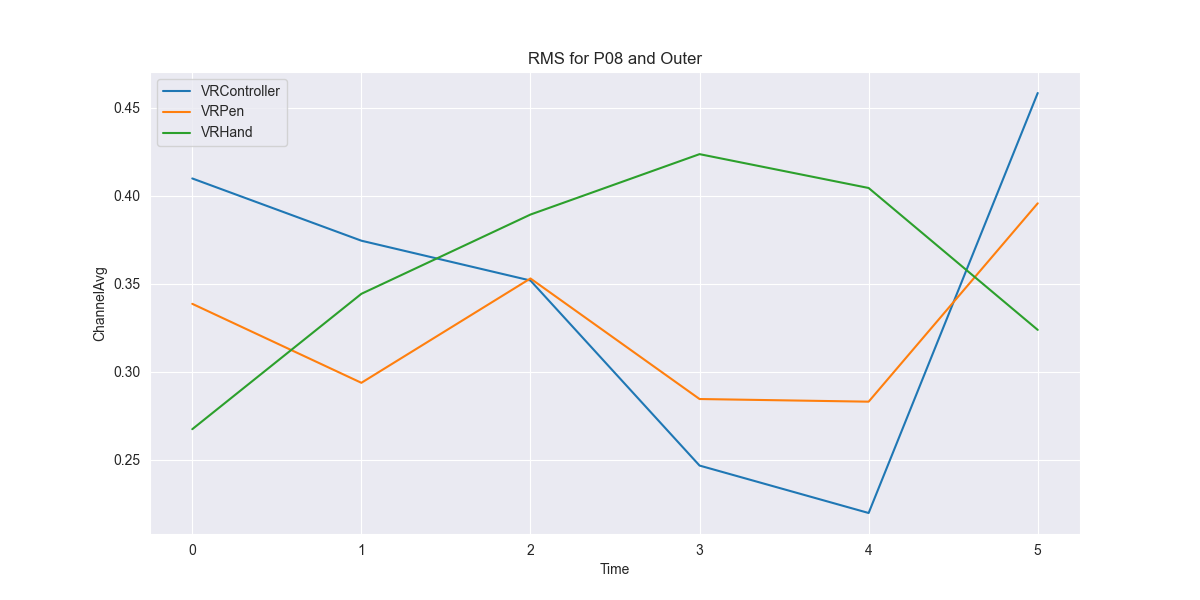 RMS for P08 and Outer
VRController
VRPen
VRHand
0.45
0.40
0.35
0.30
0.25
ChannelAvg
0 1 2 3 4 5
Time